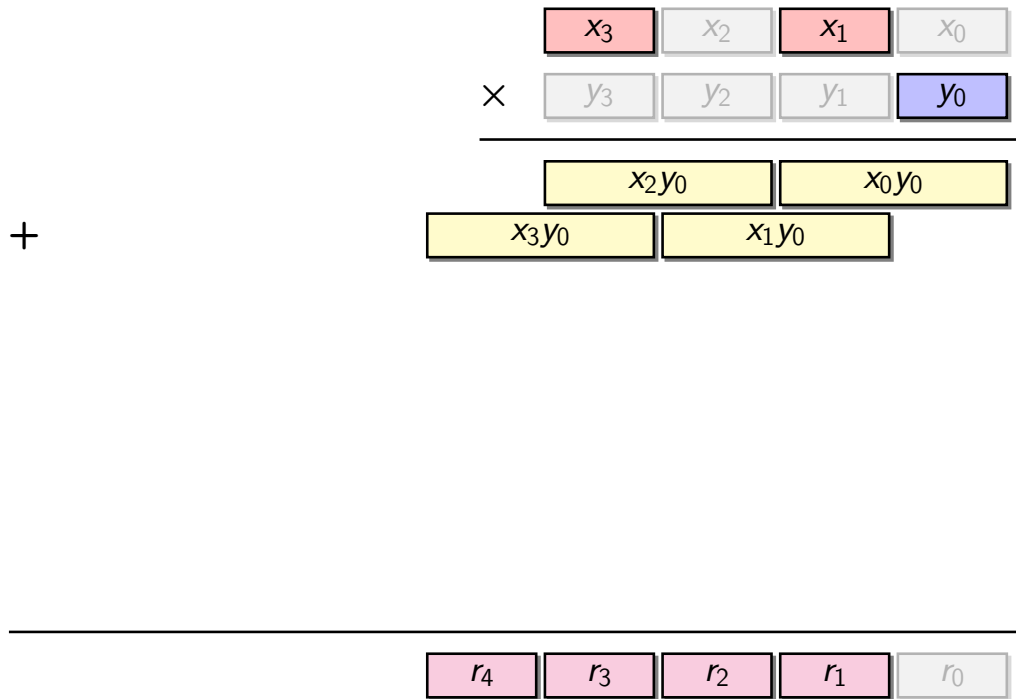 x₃ x₂ x₁ x₀
× y₃ y₂ y₁ y₀
x₂y₀ x₀y₀
+ x₃y₀ x₁y₀
r₄ r₃ r₂ r₁ r₀